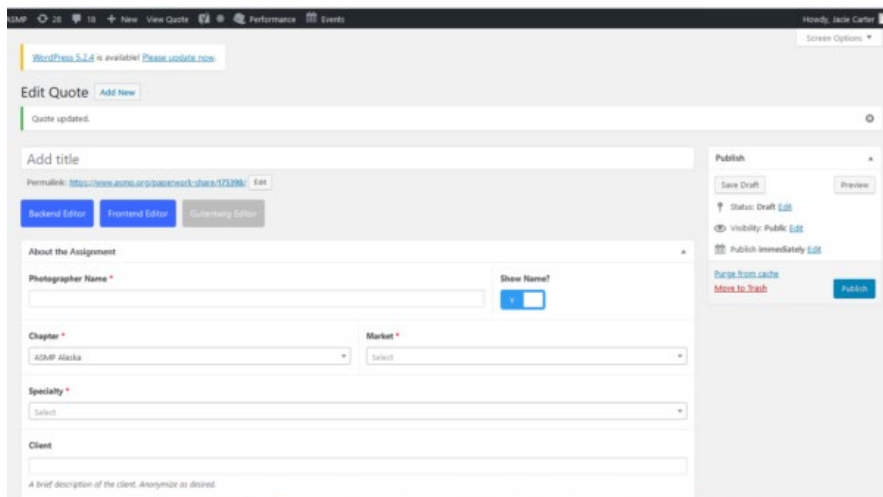 ASMP 28 18 + New View Quote Performance Events Howdy, Jacie Carter
Screen Options ▼
WordPress 5.2.4 is available! Please update now.
Edit Quote Add New
Quote updated.
Add title
Permalink: https://www.asmp.org/paperwork-share/175398/ Edit
Backend Editor Frontend Editor Gutenberg Editor
About the Assignment
Photographer Name *
Show Name?
Y
Chapter *
ASMP Alaska
Market *
Select
Specialty *
Select
Client
A brief description of the client. Anonymize as desired.
Publish
Save Draft Preview
Status: Draft Edit
Visibility: Public Edit
Publish immediately Edit
Purge from cache
Move to Trash Publish